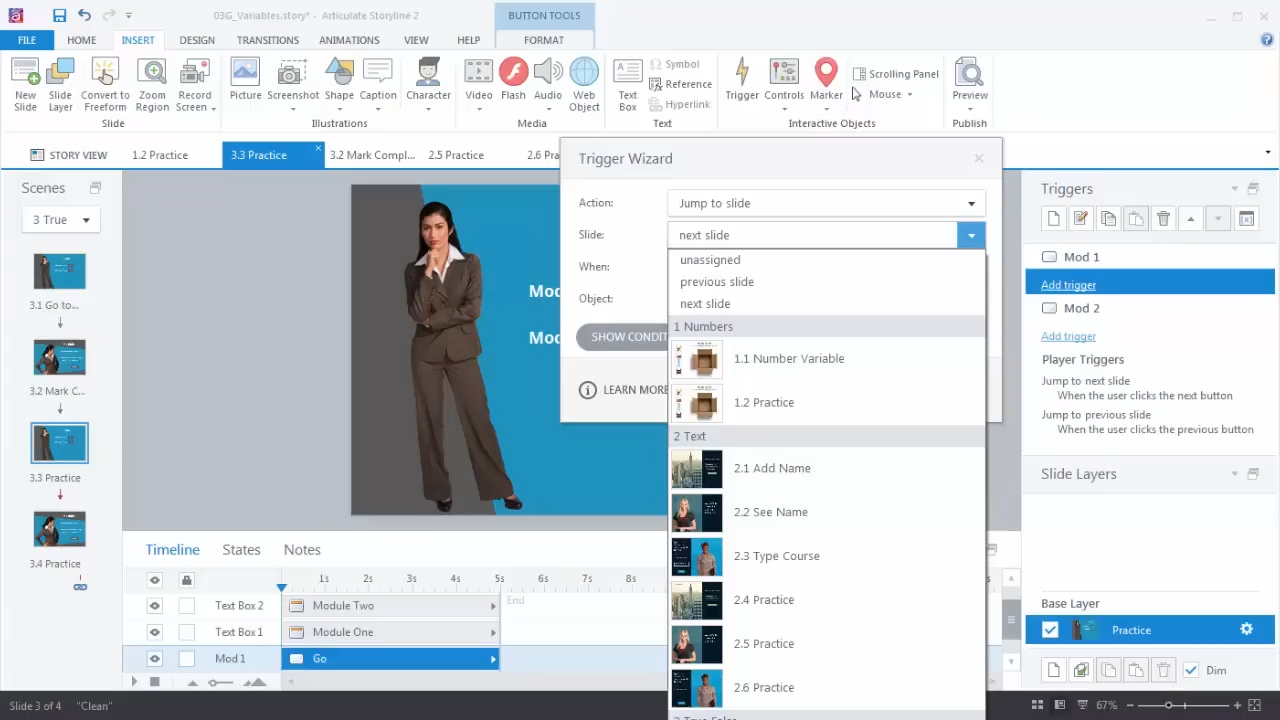 03G_Variables.story* - Articulate Storyline 2
BUTTON TOOLS
FILE HOME INSERT DESIGN TRANSITIONS ANIMATIONS VIEW HELP FORMAT
New Slide
Slide Layer
Convert to Freeform
Zoom Region
Record Screen
Picture
Screenshot
Shape
Caption
Character
Video
Flash
Audio
Web Object
Text Box
Symbol
Reference
Hyperlink
Trigger
Controls
Marker
Scrolling Panel
Mouse
Preview
Slide Illustrations Media Text Interactive Objects Publish
STORY VIEW 1.2 Practice 3.3 Practice 3.2 Mark Compl... 2.5 Practice 2.6 Pra
Scenes
3 True
3.1 Go to...
3.2 Mark C...
3.3 Practice
3.4 Practice
Mod
Mod
Trigger Wizard
Action: Jump to slide
Slide: next slide
When:
Object:
SHOW CONDIT
LEARN MORE
unassigned
previous slide
next slide
1 Numbers
1.1 Number Variable
1.2 Practice
2 Text
2.1 Add Name
2.2 See Name
2.3 Type Course
2.4 Practice
2.5 Practice
2.6 Practice
Triggers
Mod 1
Add trigger
Mod 2
Add trigger
Player Triggers
Jump to next slide
When the user clicks the next button
Jump to previous slide
When the user clicks the previous button
Slide Layers
Base Layer
Practice
Dim
Timeline States Notes
1s 2s 3s 4s 5s 6s 7s 8s
End
Text Box 2 Module Two
Text Box 1 Module One
Mod 1 Go
Slide 3 of 4 "Clean"
67%